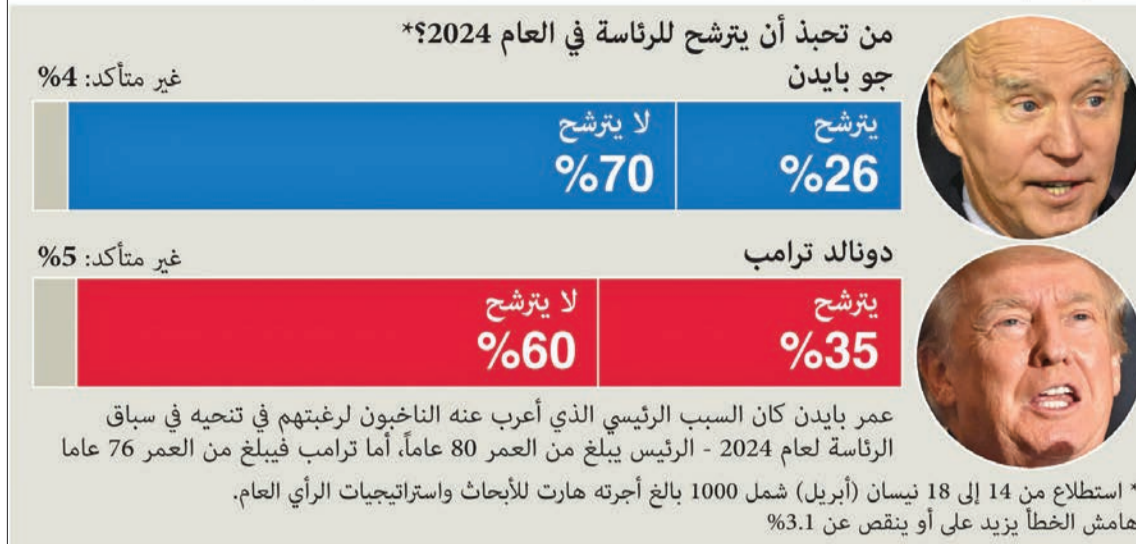 من تحبذ أن يترشح للرئاسة في العام 2024؟*
جو بايدن
غير متأكد: 4%
يترشح
26%
لا يترشح
70%
دونالد ترامب
غير متأكد: 5%
يترشح
35%
لا يترشح
60%
عمر بايدن كان السبب الرئيسي الذي أعرب عنه الناخبون لرغبتهم في تنحيه في سباق
الرئاسة لعام 2024 - الرئيس يبلغ من العمر 80 عاماً، أما ترامب فيبلغ من العمر 76 عاما
* استطلاع من 14 إلى 18 نيسان (أبريل) شمل 1000 بالغ أجرته هارت للأبحاث واستراتيجيات الرأي العام.
هامش الخطأ يزيد على أو ينقص عن 3.1%